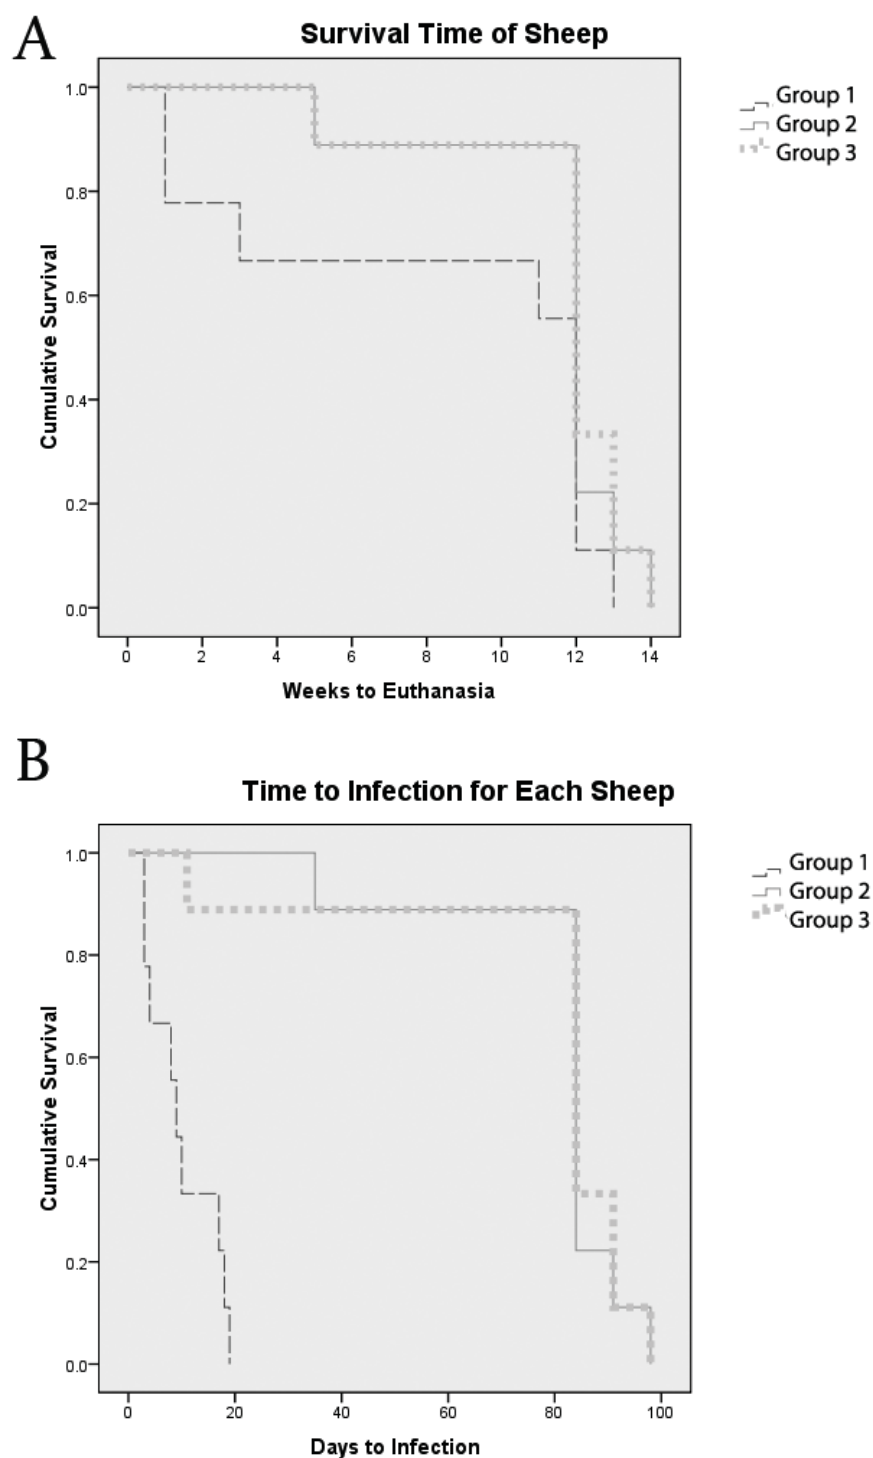 A
Survival Time of Sheep
Group 1
Group 2
Group 3
Cumulative Survival
1.0
0.8
0.6
0.4
0.2
0.0
0 2 4 6 8 10 12 14
Weeks to Euthanasia
B
Time to Infection for Each Sheep
Group 1
Group 2
Group 3
Cumulative Survival
1.0
0.8
0.6
0.4
0.2
0.0
0 20 40 60 80 100
Days to Infection